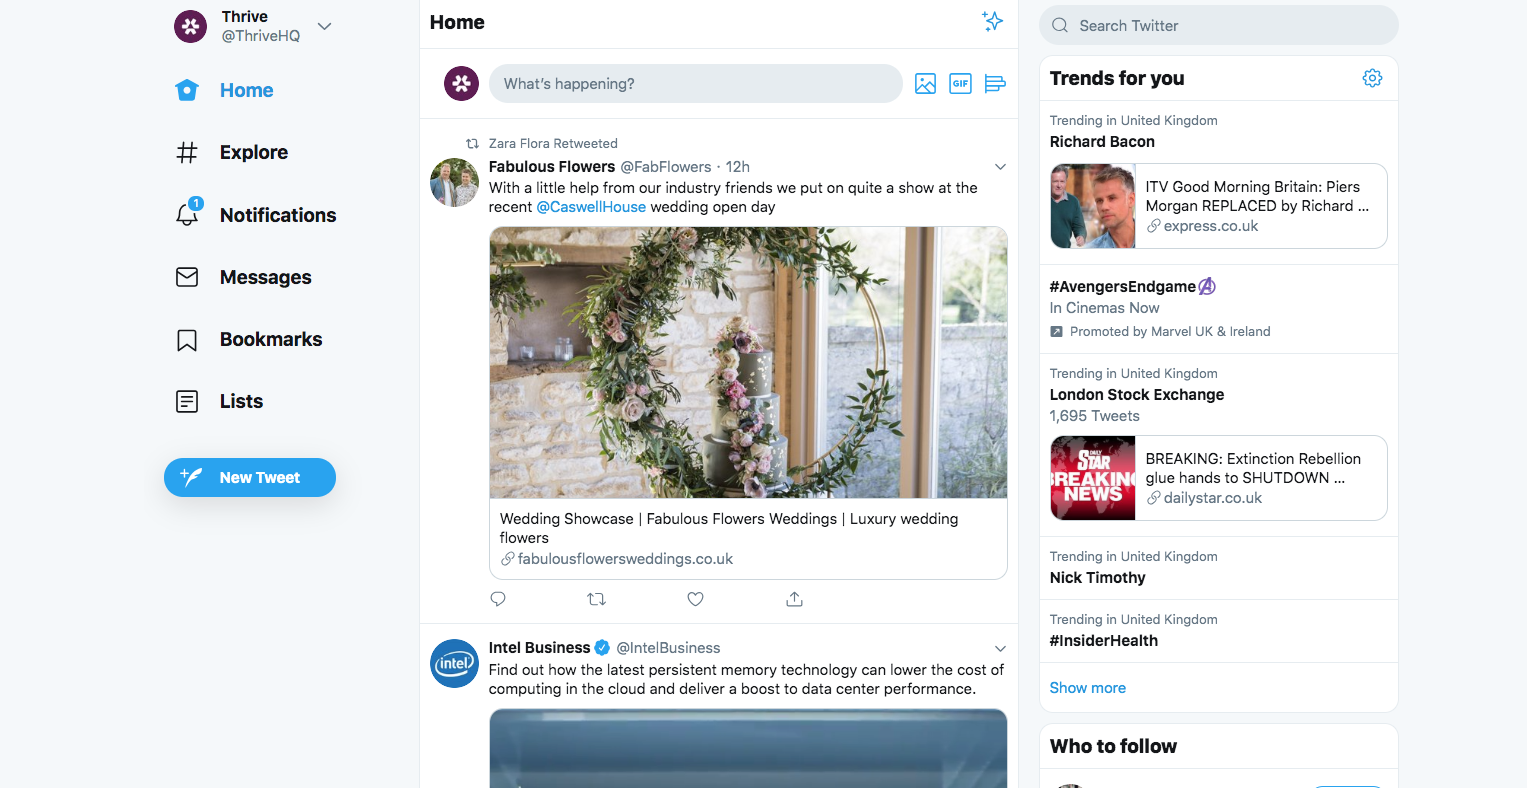 Thrive
@ThriveHQ
Home
Explore
1
Notifications
Messages
Bookmarks
Lists
New Tweet
Home
What's happening?
GIF
Zara Flora Retweeted
Fabulous Flowers @FabFlowers · 12h
With a little help from our industry friends we put on quite a show at the
recent @CaswellHouse wedding open day
Wedding Showcase | Fabulous Flowers Weddings | Luxury wedding
flowers
fabulousflowersweddings.co.uk
Intel Business @IntelBusiness
intel
Find out how the latest persistent memory technology can lower the cost of
computing in the cloud and deliver a boost to data center performance.
Search Twitter
Trends for you
Trending in United Kingdom
Richard Bacon
ITV Good Morning Britain: Piers
Morgan REPLACED by Richard ...
express.co.uk
#AvengersEndgame
In Cinemas Now
Promoted by Marvel UK & Ireland
Trending in United Kingdom
London Stock Exchange
1,695 Tweets
DAILY
STAR
BREAKING
NEWS
BREAKING: Extinction Rebellion
glue hands to SHUTDOWN ...
dailystar.co.uk
Trending in United Kingdom
Nick Timothy
Trending in United Kingdom
#InsiderHealth
Show more
Who to follow